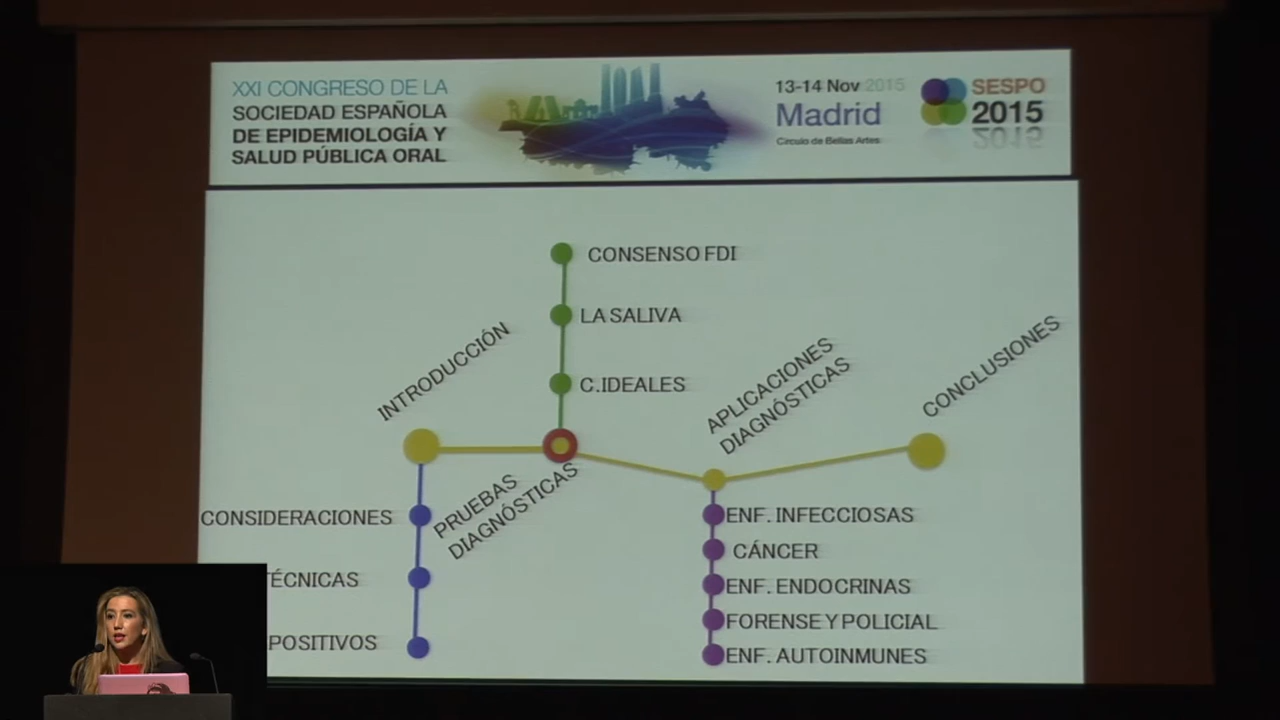 XXI CONGRESO DE LA
SOCIEDAD ESPAÑOLA
DE EPIDEMIOLOGÍA Y
SALUD PÚBLICA ORAL
13-14 Nov 2015
Madrid
Círculo de Bellas Artes
SESPO
2015
CONSENSO FDI
LA SALIVA
C.IDEALES
INTRODUCCIÓN
PRUEBAS
DIAGNÓSTICAS
APLICACIONES
DIAGNÓSTICAS
CONCLUSIONES
CONSIDERACIONES
TÉCNICAS
POSITIVOS
ENF. INFECCIOSAS
CÁNCER
ENF. ENDOCRINAS
FORENSE Y POLICIAL
ENF. AUTOINMUNES